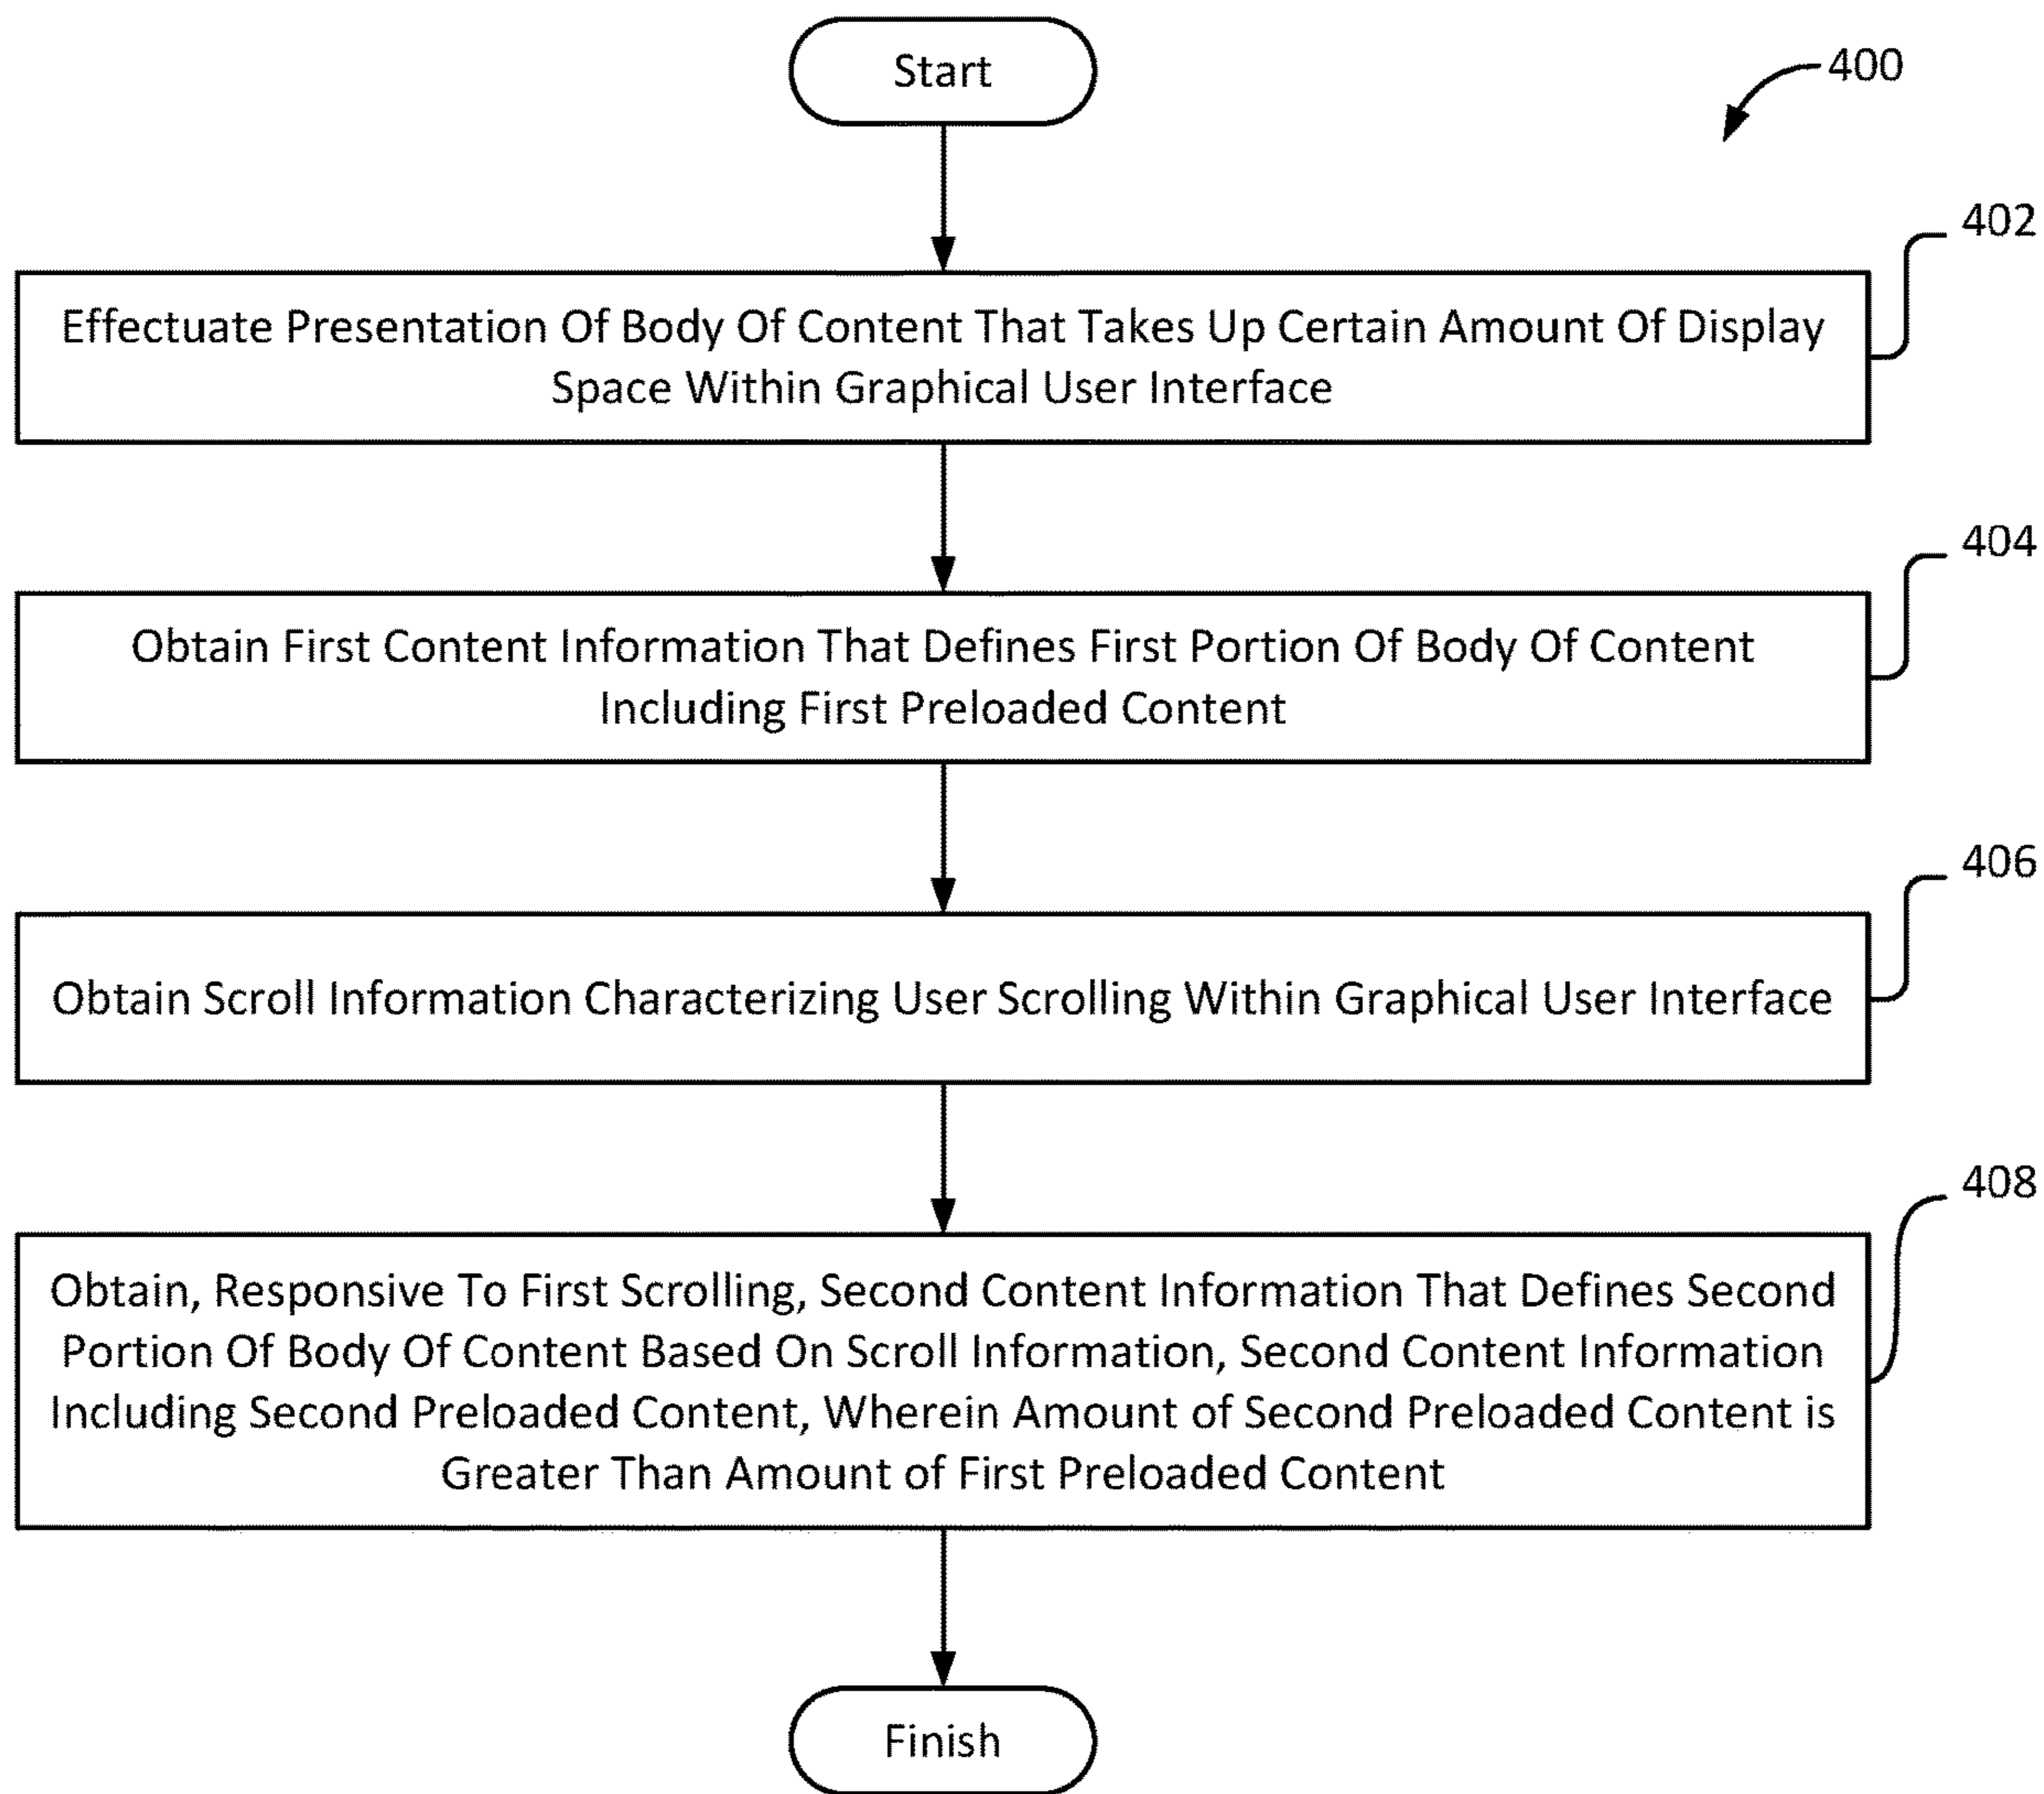 Start
400
402
Effectuate Presentation Of Body Of Content That Takes Up Certain Amount Of Display
Space Within Graphical User Interface
404
Obtain First Content Information That Defines First Portion Of Body Of Content
Including First Preloaded Content
406
Obtain Scroll Information Characterizing User Scrolling Within Graphical User Interface
408
Obtain, Responsive To First Scrolling, Second Content Information That Defines Second
Portion Of Body Of Content Based On Scroll Information, Second Content Information
Including Second Preloaded Content, Wherein Amount of Second Preloaded Content is
Greater Than Amount of First Preloaded Content
Finish